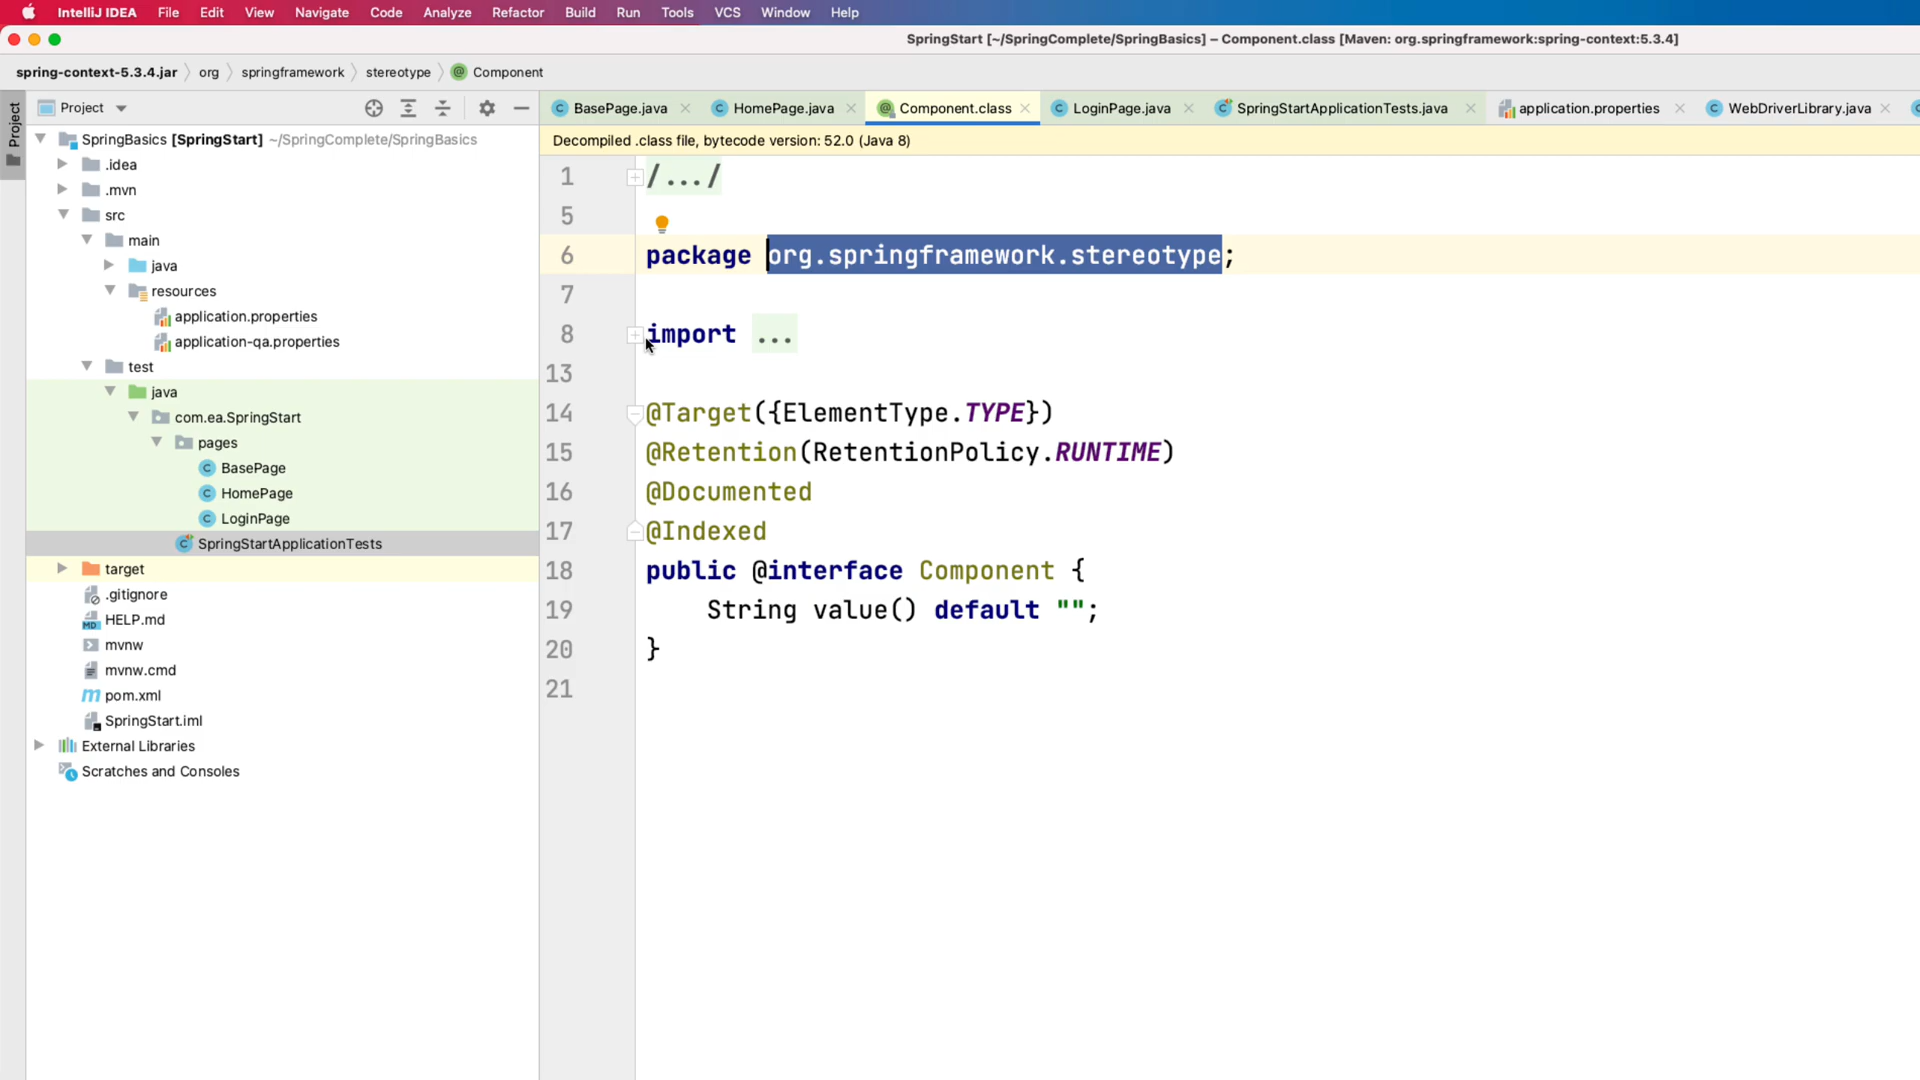 IntelliJ IDEA File Edit View Navigate Code Analyze Refactor Build Run Tools VCS Window Help
SpringStart [~/SpringComplete/SpringBasics] – Component.class [Maven: org.springframework:spring-context:5.3.4]
spring-context-5.3.4.jar org springframework stereotype Component
Project
Project
BasePage.java HomePage.java Component.class LoginPage.java SpringStartApplicationTests.java application.properties WebDriverLibrary.java
Decompiled .class file, bytecode version: 52.0 (Java 8)
SpringBasics [SpringStart] ~/SpringComplete/SpringBasics
.idea
.mvn
src
main
java
resources
application.properties
application-qa.properties
test
java
com.ea.SpringStart
pages
BasePage
HomePage
LoginPage
SpringStartApplicationTests
target
.gitignore
HELP.md
mvnw
mvnw.cmd
pom.xml
SpringStart.iml
External Libraries
Scratches and Consoles
1 /.../
5
6 package org.springframework.stereotype;
7
8 import ...
13
14 @Target({ElementType.TYPE})
15 @Retention(RetentionPolicy.RUNTIME)
16 @Documented
17 @Indexed
18 public @interface Component {
19 String value() default "";
20 }
21